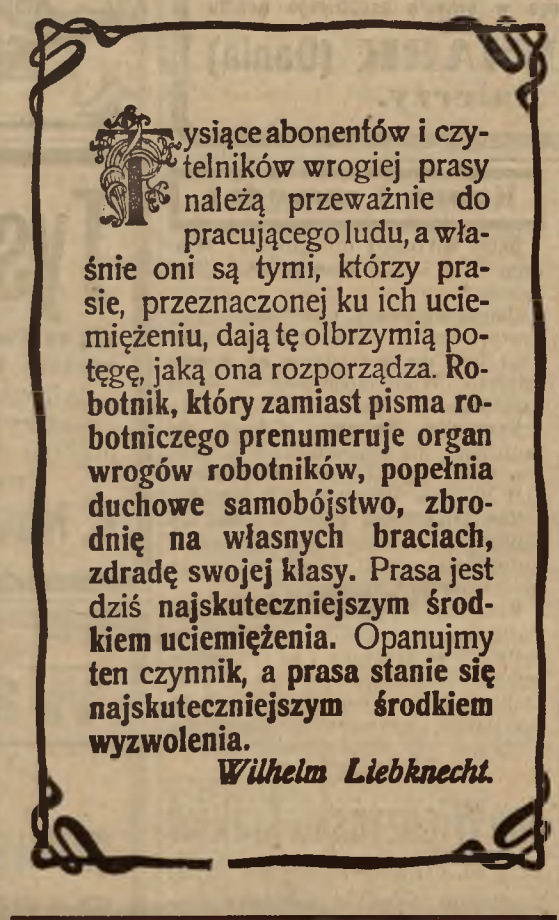 Tysiące abonentów i czy-
telników wrogiej prasy
należą przeważnie do
pracującego ludu, a wła-
śnie oni są tymi, którzy pra-
sie, przeznaczonej ku ich ucie-
miężeniu, dają tę olbrzymią po-
tęgę, jaką ona rozporządza. Ro-
botnik, który zamiast pisma ro-
botniczego prenumeruje organ
wrogów robotników, popełnia
duchowe samobójstwo, zbro-
dnię na własnych braciach,
zdradę swojej klasy. Prasa jest
dziś najskuteczniejszym środ-
kiem uciemiężenia. Opanujmy
ten czynnik, a prasa stanie się
najskuteczniejszym środkiem
wyzwolenia.
Wilhelm Liebknecht.